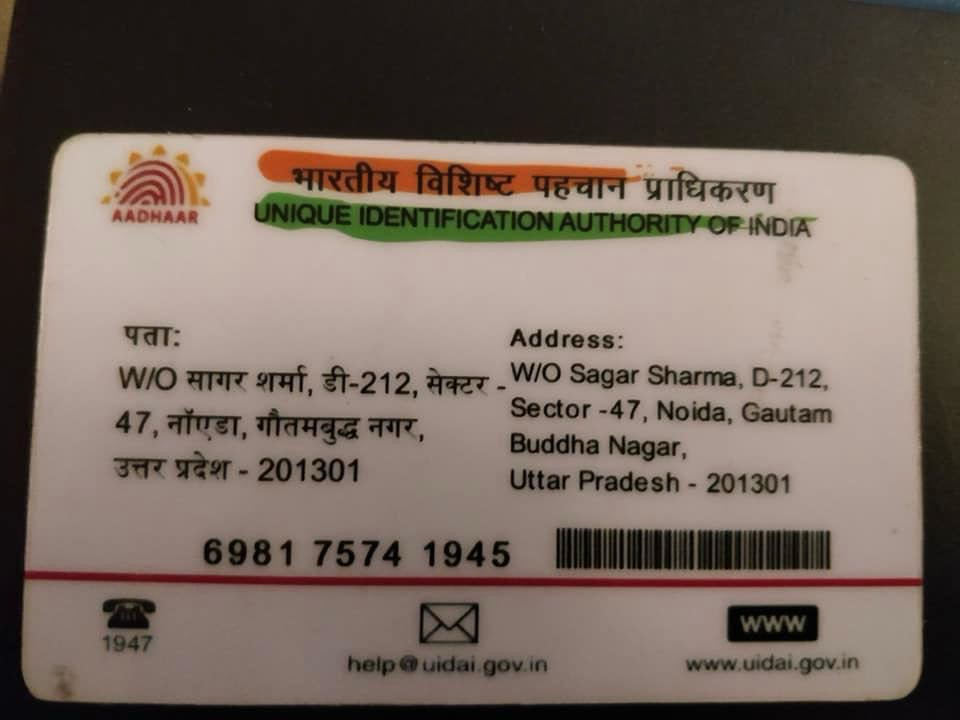 AADHAAR
भारतीय विशिष्ट पहचान प्राधिकरण
UNIQUE IDENTIFICATION AUTHORITY OF INDIA
पता:
W/O सागर शर्मा, डी-212, सेक्टर -
47, नॉएडा, गौतमबुद्ध नगर,
उत्तर प्रदेश - 201301
Address:
W/O Sagar Sharma, D-212,
Sector -47, Noida, Gautam
Buddha Nagar,
Uttar Pradesh - 201301
6981 7574 1945
1947
help@uidai.gov.in
www
www.uidai.gov.in